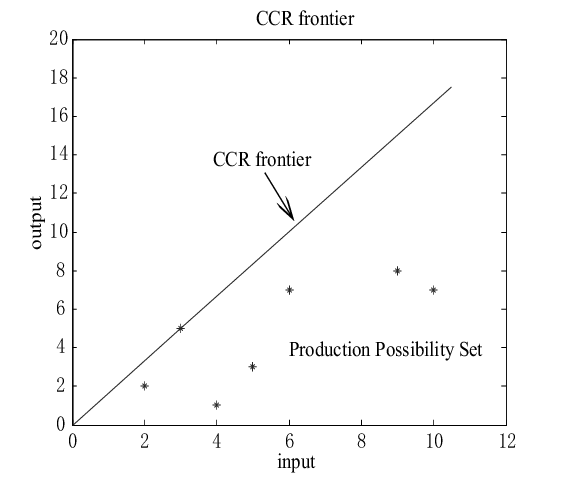 CCR frontier
20
18
16
14
12
10
8
6
4
2
0
output
CCR frontier
Production Possibility Set
0 2 4 6 8 10 12
input